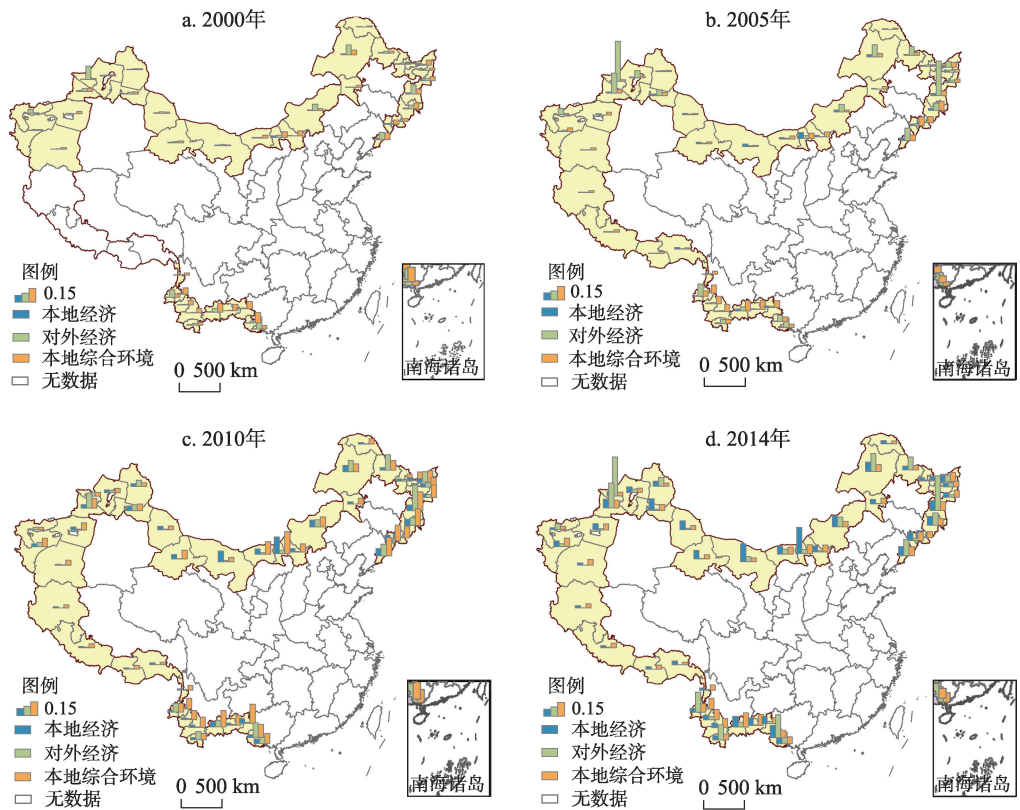 a. 2000年
图例
0.15
本地经济
对外经济
本地综合环境
无数据
0 500 km
南海诸岛
b. 2005年
图例
0.15
本地经济
对外经济
本地综合环境
无数据
0 500 km
南海诸岛
c. 2010年
图例
0.15
本地经济
对外经济
本地综合环境
无数据
0 500 km
南海诸岛
d. 2014年
图例
0.15
本地经济
对外经济
本地综合环境
无数据
0 500 km
南海诸岛